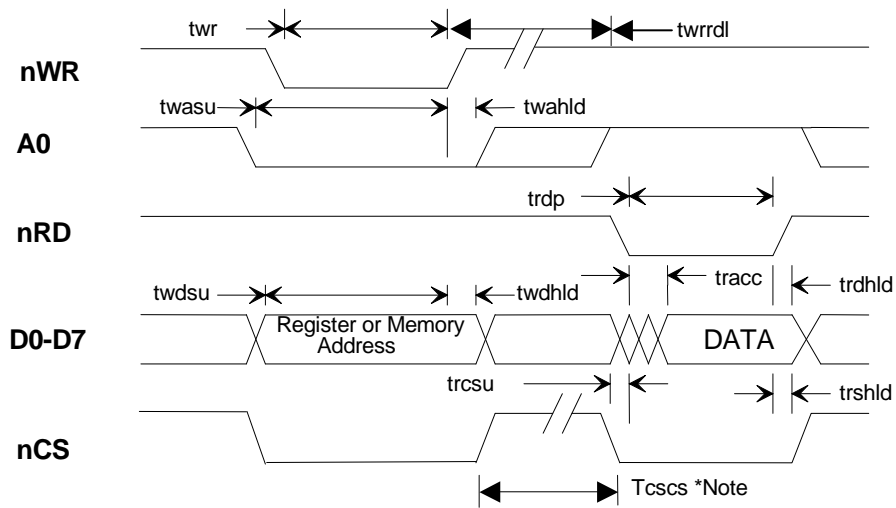 twr
twrrdl
nWR
twasu
twahld
A0
trdp
nRD
tracc
trdhld
twdsu
twdhld
D0-D7
Register or Memory
Address
DATA
trcsu
trshld
nCS
Tcscs *Note